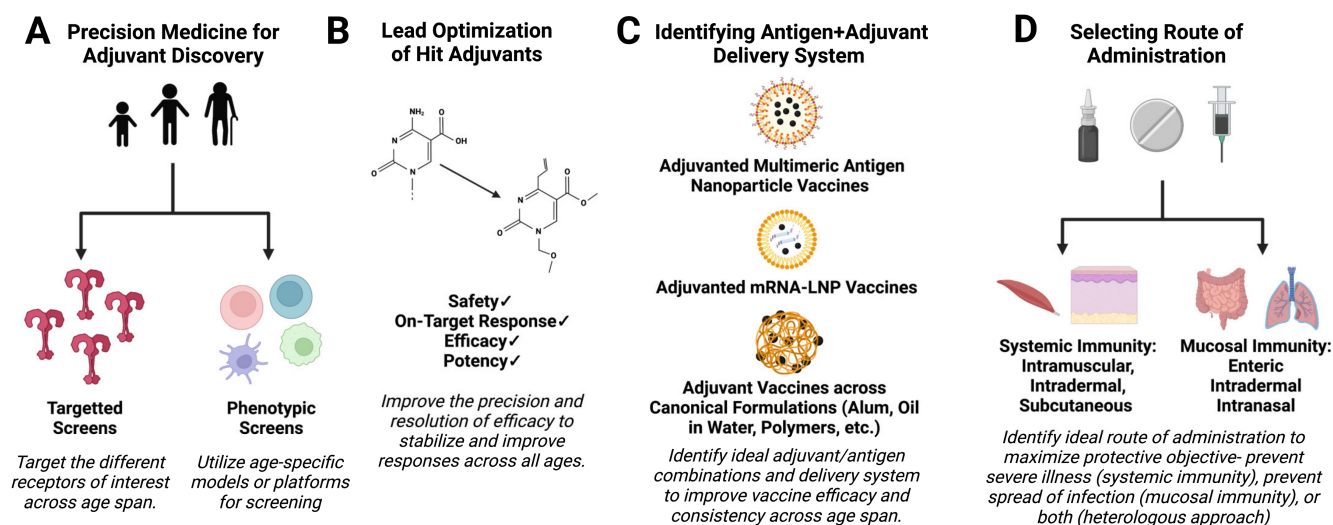 A
Precision Medicine for
Adjuvant Discovery
Targetted
Screens
Target the different
receptors of interest
across age span.
Phenotypic
Screens
Utilize age-specific
models or platforms
for screening
B
Lead Optimization
of Hit Adjuvants
NH₂
O
OH
N
O
N
O
N
O
O
N
O
Safety✓
On-Target Response✓
Efficacy✓
Potency✓
Improve the precision and
resolution of efficacy to
stabilize and improve
responses across all ages.
C
Identifying Antigen+Adjuvant
Delivery System
Adjuvanted Multimeric Antigen
Nanoparticle Vaccines
Adjuvanted mRNA-LNP Vaccines
Adjuvant Vaccines across
Canonical Formulations (Alum, Oil
in Water, Polymers, etc.)
Identify ideal adjuvant/antigen
combinations and delivery system
to improve vaccine efficacy and
consistency across age span.
D
Selecting Route of
Administration
Systemic Immunity:
Intramuscular,
Intradermal,
Subcutaneous
Mucosal Immunity:
Enteric
Intradermal
Intranasal
Identify ideal route of administration to
maximize protective objective- prevent
severe illness (systemic immunity), prevent
spread of infection (mucosal immunity), or
both (heterologous approach)